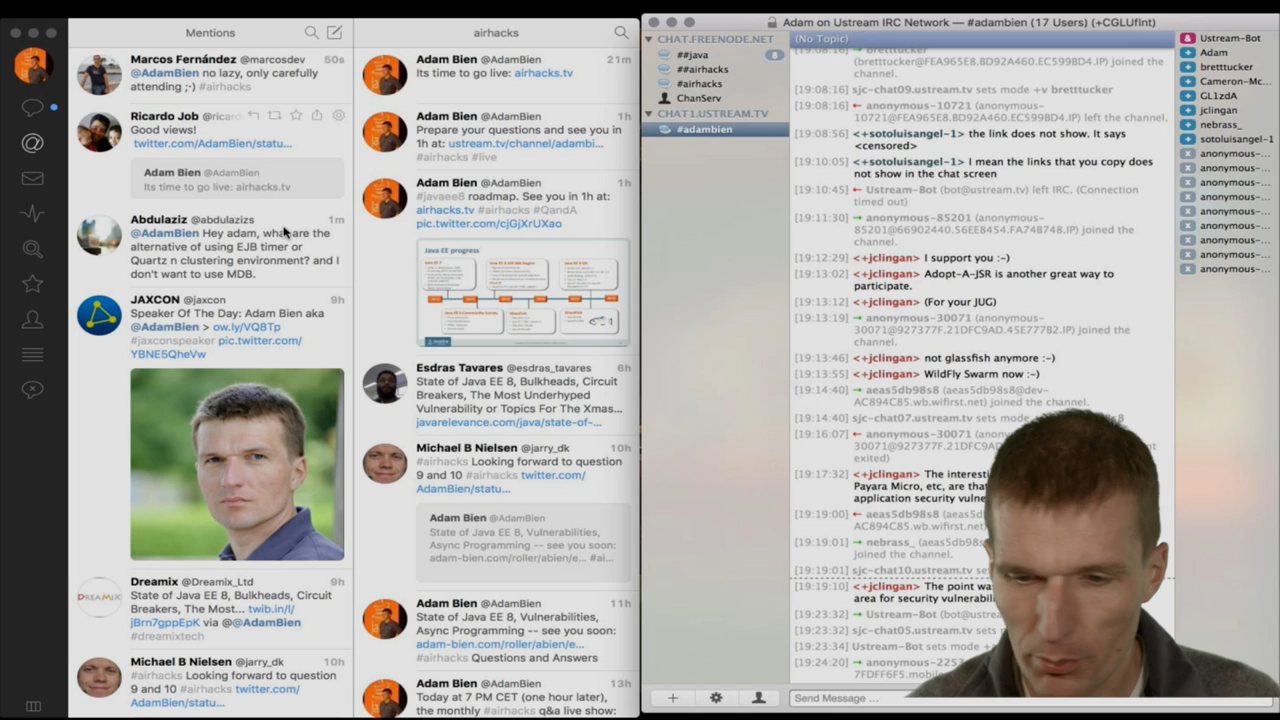 Mentions
Marcos Fernández @marcosdev 50s
@AdamBien no lazy, only carefully
attending ;-) #airhacks
Ricardo Job @ricar
Good views!
twitter.com/AdamBien/statu...
Adam Bien @AdamBien
Its time to go live: airhacks.tv
Abdulaziz @abdulazizs 1m
@AdamBien Hey adam, what are the
alternative of using EJB timer or
Quartz n clustering environment? and I
don't want to use MDB.
JAXCON @jaxcon 9h
Speaker Of The Day: Adam Bien aka
@AdamBien > ow.ly/VQ8Tp
#jaxconspeaker pic.twitter.com/
YBNE5QheVw
Dreamix @Dreamix_Ltd 9h
State of Java EE 8, Bulkheads, Circuit
Breakers, The Most... twib.in/l/
jBrn7gppEpK via @@AdamBien
#dreamixtech
Michael B Nielsen @jarry_dk 10h
#airhacks Looking forward to question
9 and 10 #airhacks twitter.com/
AdamBien/statu...
DREAMIX
airhacks
Adam Bien @AdamBien 21m
Its time to go live: airhacks.tv
Adam Bien @AdamBien 1h
Prepare your questions and see you in
1h at: ustream.tv/channel/adambi...
#airhacks #live
Adam Bien @AdamBien 1h
#javaee8 roadmap. See you in 1h at:
airhacks.tv #airhacks #QandA
pic.twitter.com/cjGjXrUXao
Java EE progress
Esdras Tavares @esdras_tavares 6h
State of Java EE 8, Bulkheads, Circuit
Breakers, The Most Underhyped
Vulnerability or Topics For The Xmas...
javarelevance.com/java/state-of-...
Michael B Nielsen @jarry_dk 10h
#airhacks Looking forward to question
9 and 10 #airhacks twitter.com/
AdamBien/statu...
Adam Bien @AdamBien
State of Java EE 8, Vulnerabilities,
Async Programming -- see you soon:
adam-bien.com/roller/abien/e... #ai...
Adam Bien @AdamBien 11h
State of Java EE 8, Vulnerabilities,
Async Programming -- see you soon:
adam-bien.com/roller/abien/e...
#airhacks Questions and Answers
Adam Bien @AdamBien 13h
Today at 7 PM CET (one hour later),
the monthly #airhacks q&a live show:
Adam on Ustream IRC Network — #adambien (17 Users) (+CGLUfint)
CHAT.FREENODE.NET
##java 8
##airhacks
#airhacks
ChanServ
CHAT1.USTREAM.TV
#adambien
(No Topic)
[19:08:16] → bretttucker
(bretttucker@FEA965E8.BD92A460.EC5998D4.IP) joined the
channel.
[19:08:16] sjc-chat09.ustream.tv sets mode +v bretttucker
[19:08:16] ← anonymous-10721 (anonymous-
10721@FEA965E8.BD92A460.EC5998D4.IP) left the channel.
[19:08:56] <+sotoluisangel-1> the link does not show. It says
<censored>
[19:10:05] <+sotoluisangel-1> I mean the links that you copy does
not show in the chat screen
[19:10:45] ← Ustream-Bot (bot@ustream.tv) left IRC. (Connection
timed out)
[19:11:30] → anonymous-85201 (anonymous-
85201@66902440.56EE8454.FA74B748.IP) joined the
channel.
[19:12:29] <+jclingan> I support you :-)
[19:13:02] <+jclingan> Adopt-A-JSR is another great way to
participate.
[19:13:12] <+jclingan> (For your JUG)
[19:13:19] → anonymous-30071 (anonymous-
30071@927377F.21DFC9AD.45E77782.IP) joined the
channel.
[19:13:46] <+jclingan> not glassfish anymore :-)
[19:13:55] <+jclingan> WildFly Swarm now :-)
[19:14:40] → aeas5db98s8 (aeas5db98s8@dev-
AC894C85.wb.wifirst.net) joined the channel.
[19:14:40] sjc-chat07.ustream.tv sets mode
[19:16:07] ← anonymous-30071
30071@927377F.21DFC9
exited)
[19:17:32] <+jclingan> The
Payara Micro, etc, are
application security
[19:19:00] ← aeas5db98s8
AC894C85.wb.wifirst.net)
[19:19:01] → nebrass_
joined the channel.
[19:19:01] sjc-chat10.ustream.tv sets
[19:19:10] <+jclingan> The point
area for security
[19:23:32] → Ustream-Bot
[19:23:32] sjc-chat05.ustream.tv sets
[19:23:34] Ustream-Bot sets mode
[19:24:20] →
Send Message ...
Ustream-Bot
Adam
bretttucker
Cameron-Mc...
GL1zdA
jclingan
nebrass_
sotoluisangel-1
anonymous-...
anonymous-...
anonymous-...
anonymous-...
anonymous-...
anonymous-...
anonymous-...
anonymous-...
anonymous-...